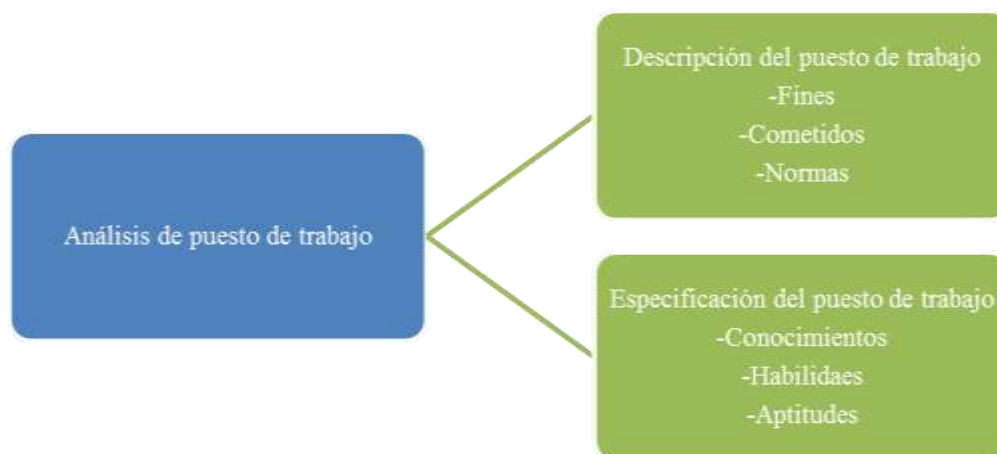 Análisis de puesto de trabajo
Descripción del puesto de trabajo
-Fines
-Cometidos
-Normas
Especificación del puesto de trabajo
-Conocimientos
-Habilidaes
-Aptitudes